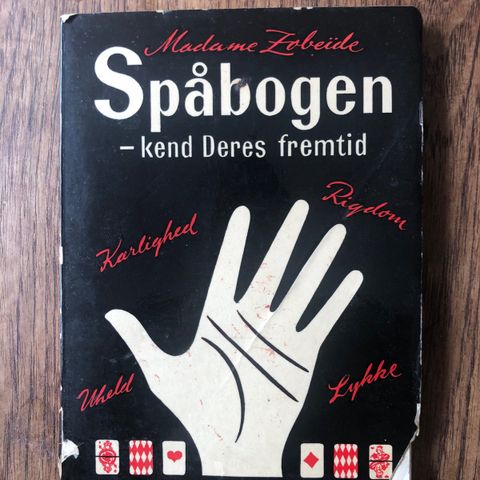 Madame Zobeïde
Spåbogen
– kend Deres fremtid
Rigdom
Kærlighed
Uheld
Lykke